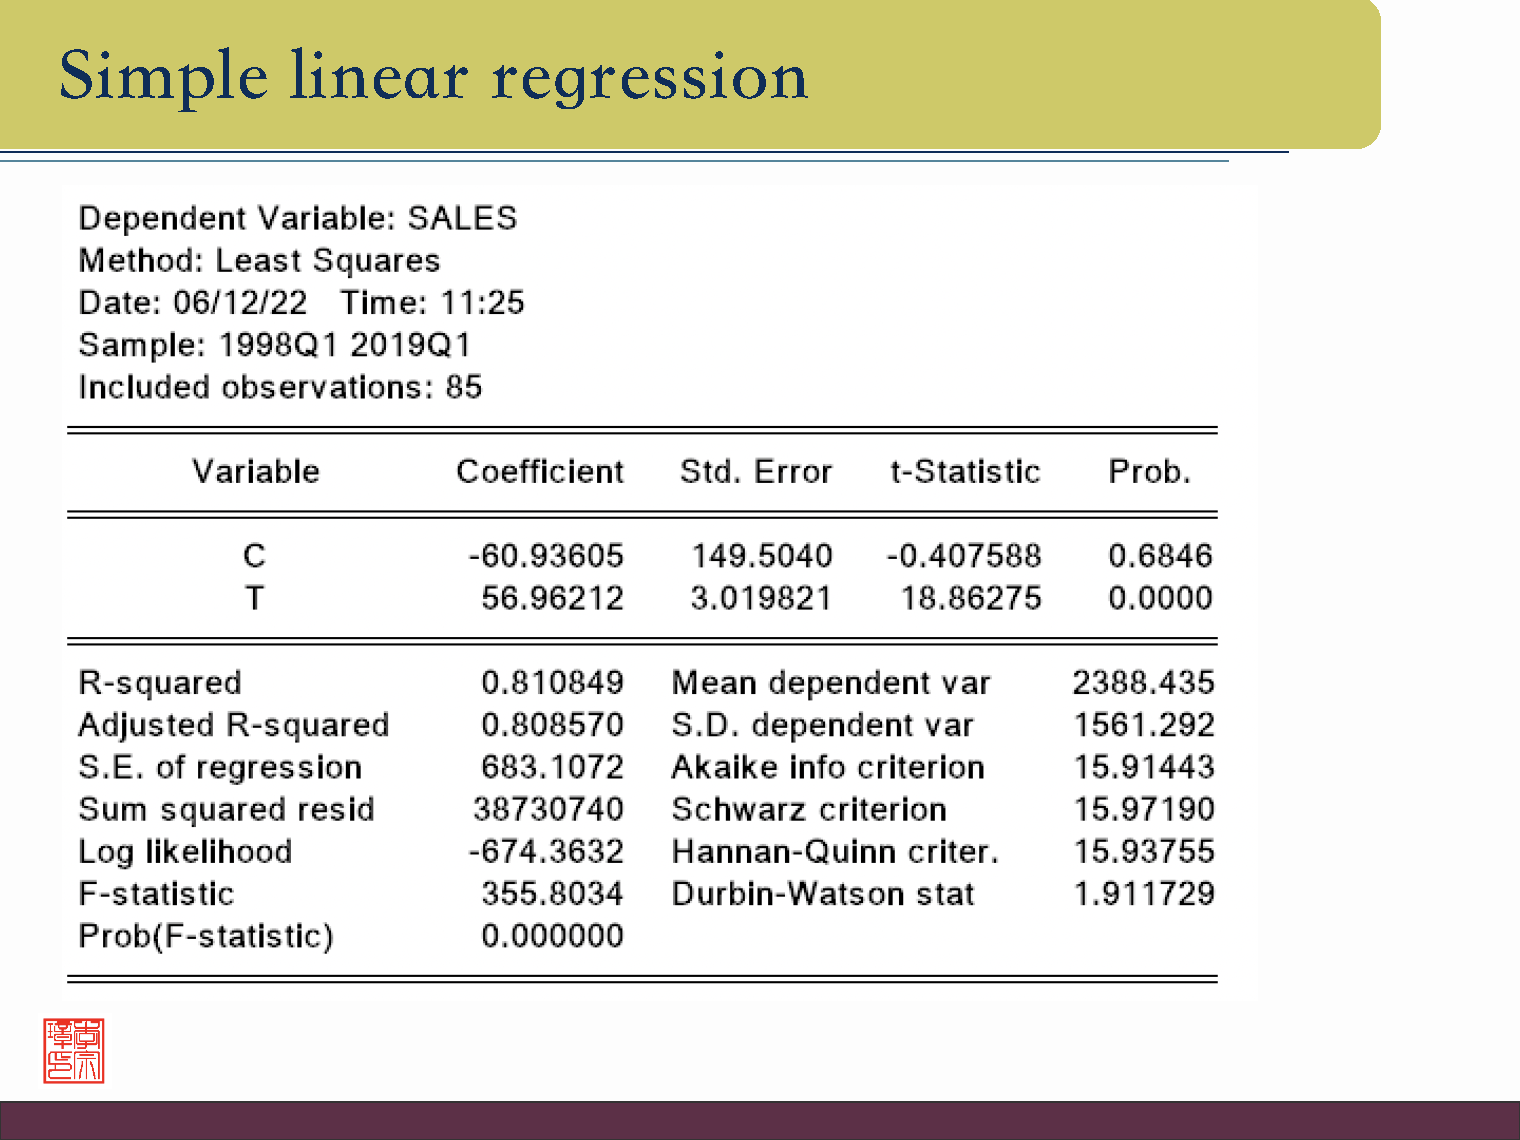 Simple linear regression
Dependent Variable: SALES
Method: Least Squares
Date: 06/12/22 Time: 11:25
Sample: 1998Q1 2019Q1
Included observations: 85
Variable Coefficient Std. Error t-Statistic Prob.
C -60.93605 149.5040 -0.407588 0.6846
T 56.96212 3.019821 18.86275 0.0000
R-squared 0.810849 Mean dependent var 2388.435
Adjusted R-squared 0.808570 S.D. dependent var 1561.292
S.E. of regression 683.1072 Akaike info criterion 15.91443
Sum squared resid 38730740 Schwarz criterion 15.97190
Log likelihood -674.3632 Hannan-Quinn criter. 15.93755
F-statistic 355.8034 Durbin-Watson stat 1.911729
Prob(F-statistic) 0.000000